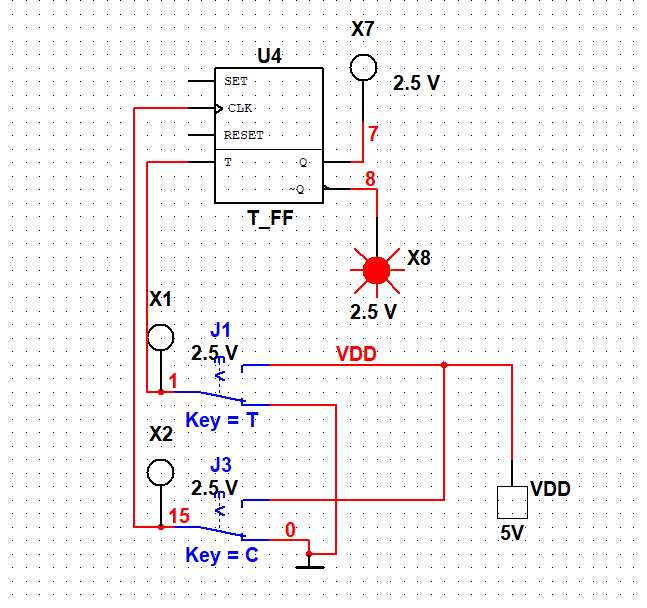 X7
U4
2.5 V
SET
CLK
RESET
T
Q
~Q
7
8
T_FF
X8
2.5 V
X1
J1
2.5 V
VDD
1
Key = T
X2
J3
2.5 V
VDD
15
0
5V
Key = C